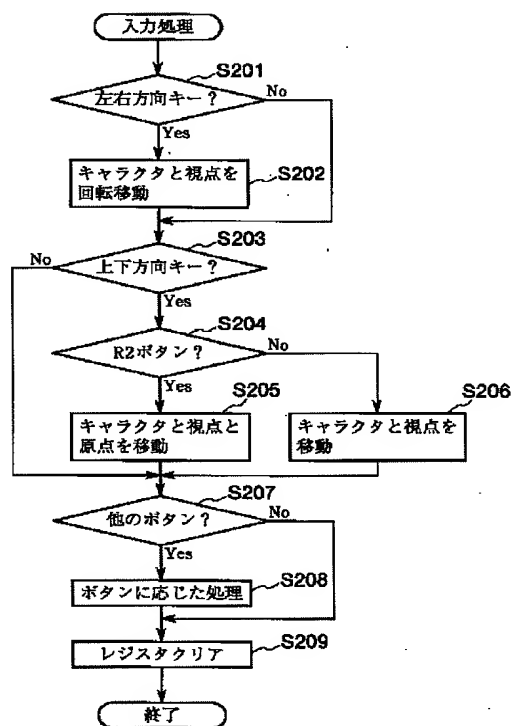 入力処理
S201
左右方向キー?
No
Yes
キャラクタと視点を
回転移動
S202
S203
No
上下方向キー?
Yes
S204
R2ボタン?
No
Yes
S205
キャラクタと視点と
原点を移動
S206
キャラクタと視点を
移動
S207
他のボタン?
No
Yes
S208
ボタンに応じた処理
S209
レジスタクリア
終了